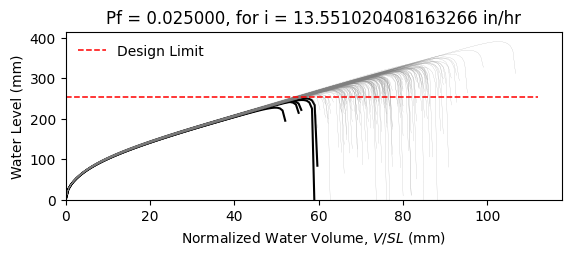 Pf = 0.025000, for i = 13.551020408163266 in/hr
Design Limit
Water Level (mm)
400
300
200
100
0
0 20 40 60 80 100
Normalized Water Volume, V/SL (mm)